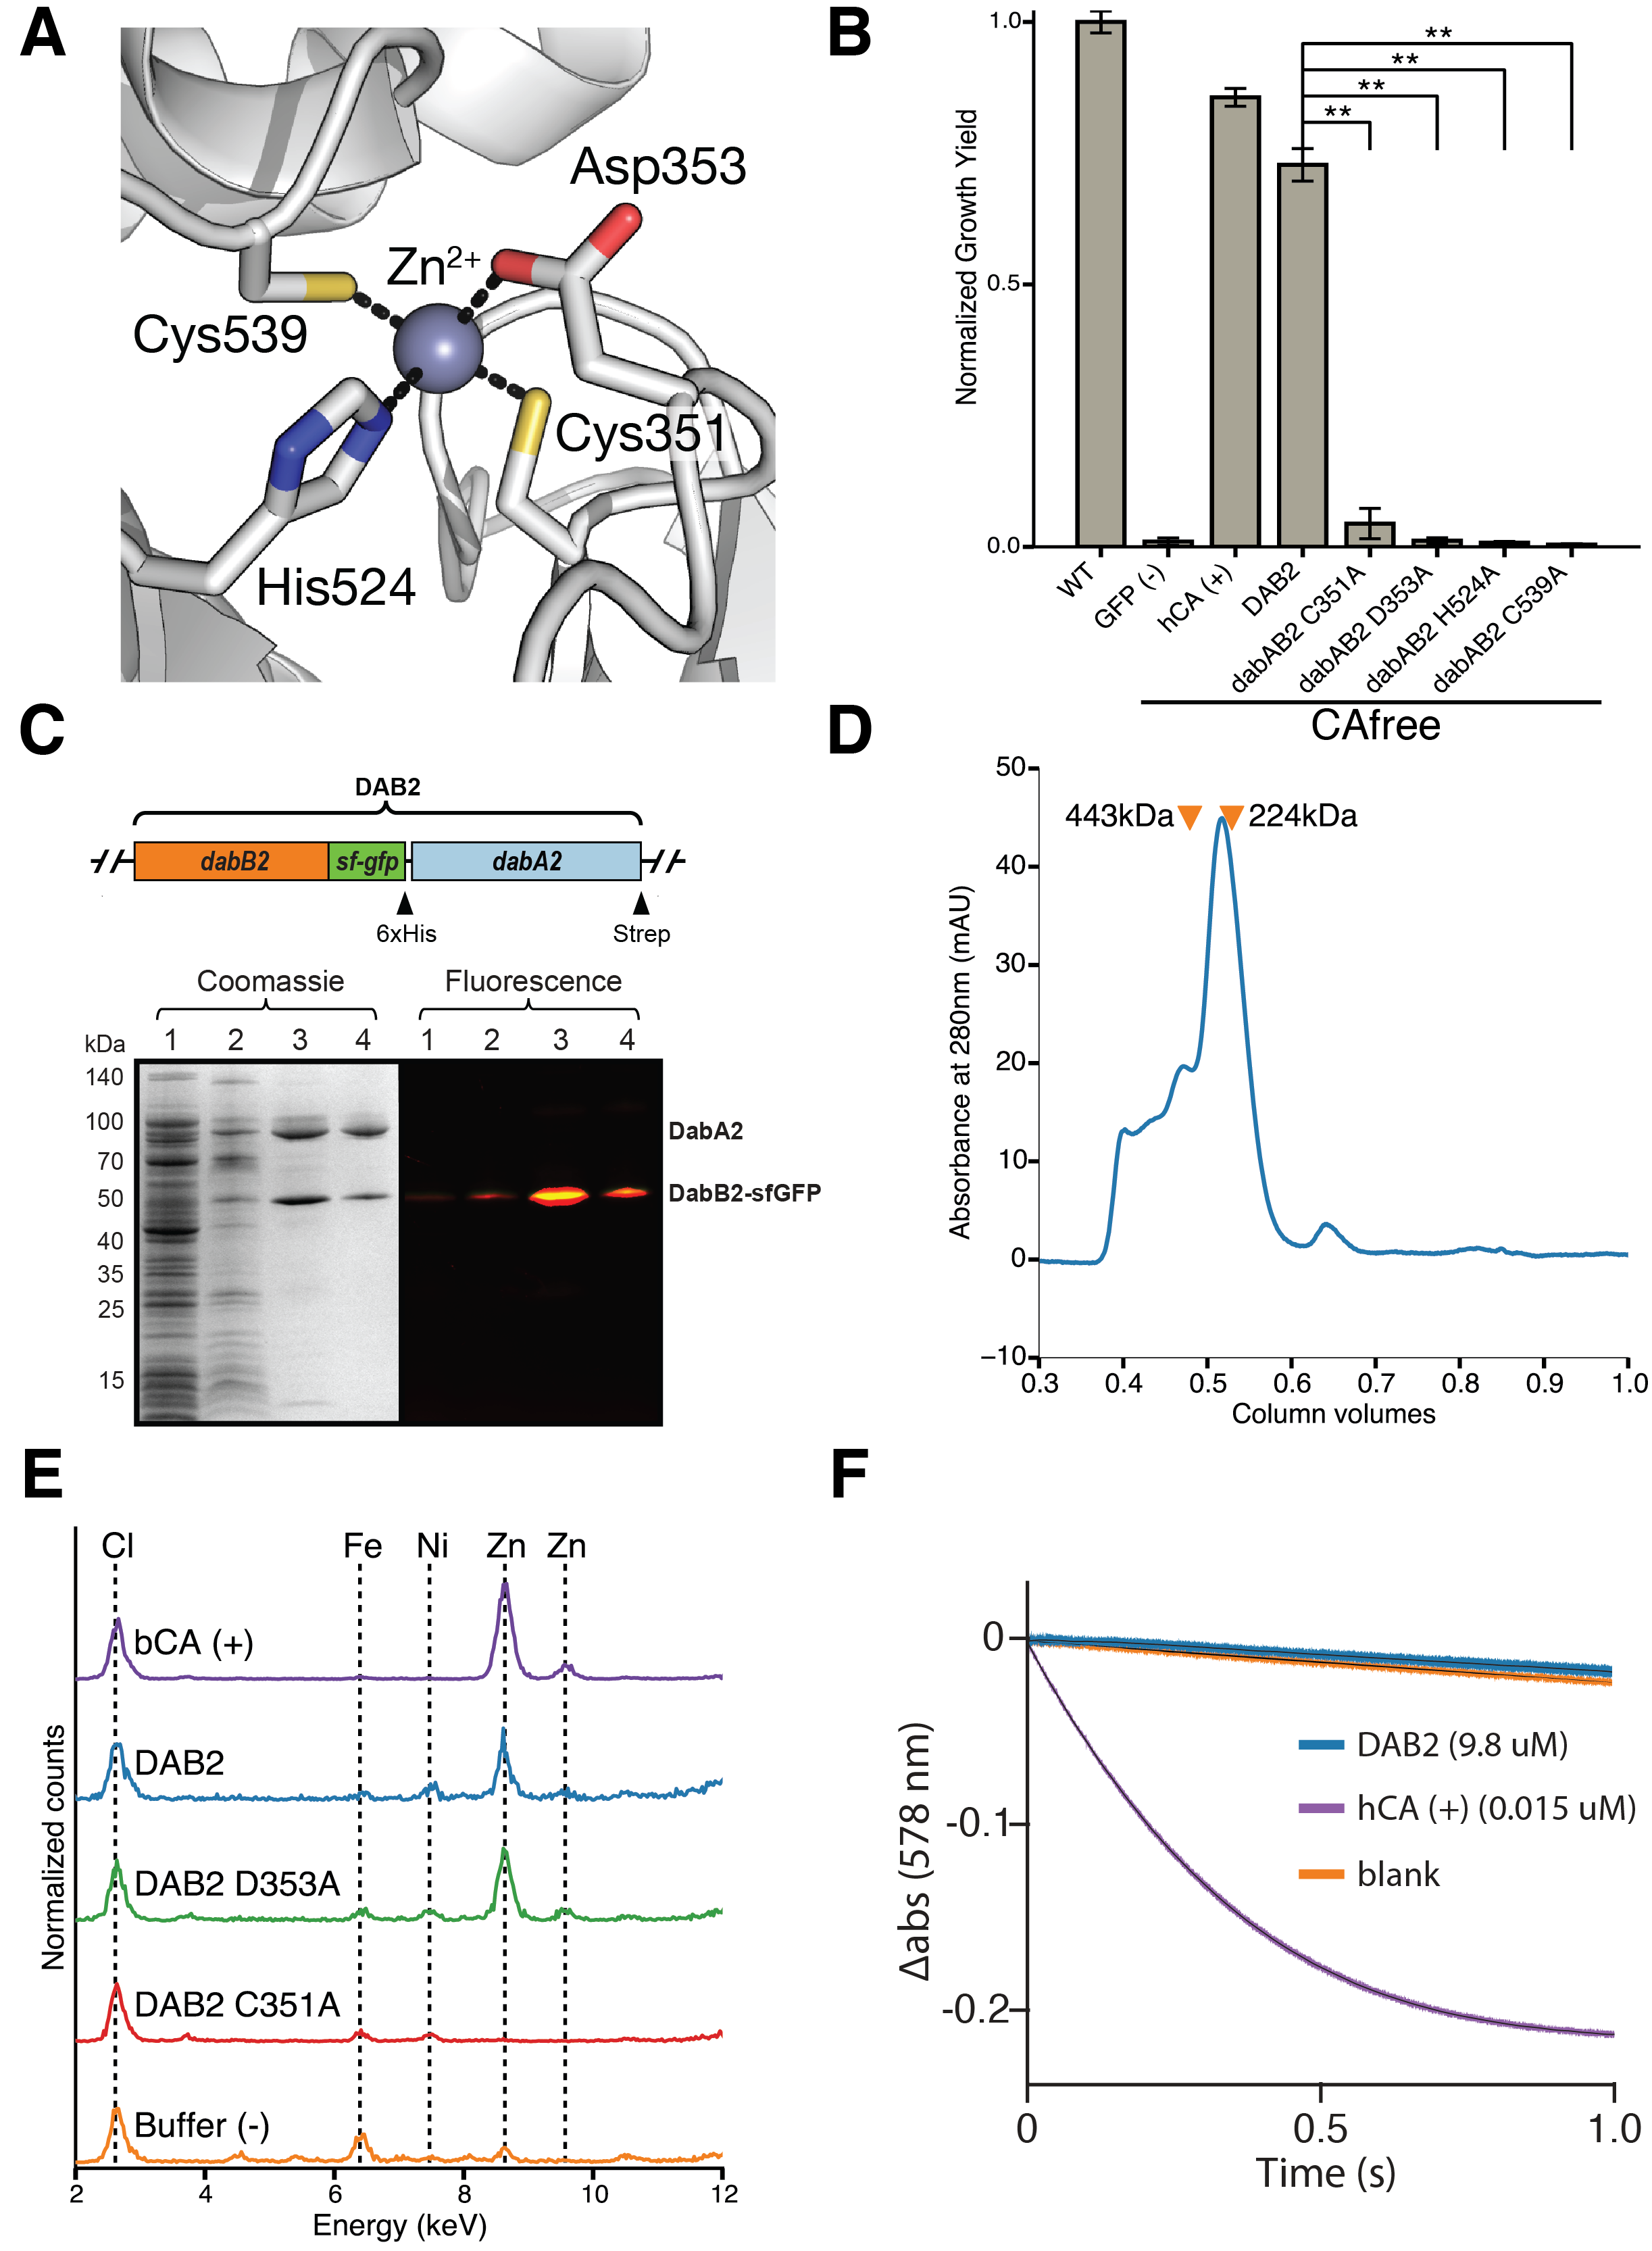 A
Asp353
Zn2+
Cys539
Cys351
His524
B
Normalized Growth Yield
1.0
0.5
0.0
**
**
**
**
WT
GFP (-)
hCA (+)
DAB2
dabAB2 C351A
dabAB2 D353A
dabAB2 H524A
dabAB2 C539A
CAfree
C
DAB2
dabB2 sf-gfp dabA2
6xHis Strep
Coomassie Fluorescence
kDa 1 2 3 4 1 2 3 4
140
100
70
50
40
35
25
15
DabA2
DabB2-sfGFP
D
Absorbance at 280nm (mAU)
50
40
30
20
10
0
−10
443kDa 224kDa
0.3 0.4 0.5 0.6 0.7 0.8 0.9 1.0
Column volumes
E
Normalized counts
Cl Fe Ni Zn Zn
bCA (+)
DAB2
DAB2 D353A
DAB2 C351A
Buffer (-)
2 4 6 8 10 12
Energy (keV)
F
Δabs (578 nm)
0
-0.1
-0.2
DAB2 (9.8 uM)
hCA (+) (0.015 uM)
blank
0 0.5 1.0
Time (s)